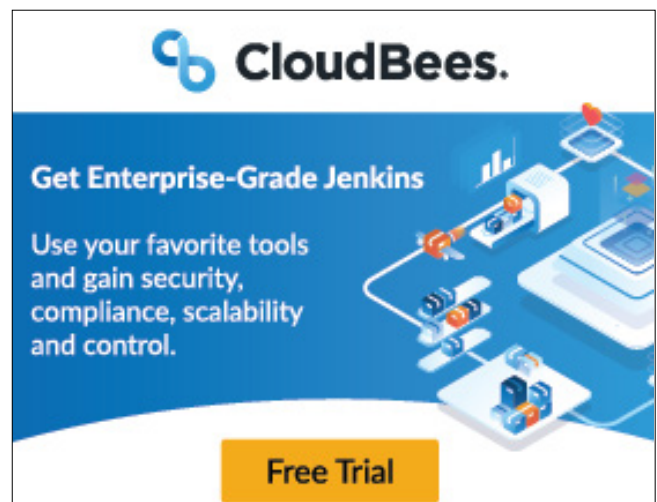 CloudBees.
Get Enterprise-Grade Jenkins
Use your favorite tools
and gain security,
compliance, scalability
and control.
Free Trial